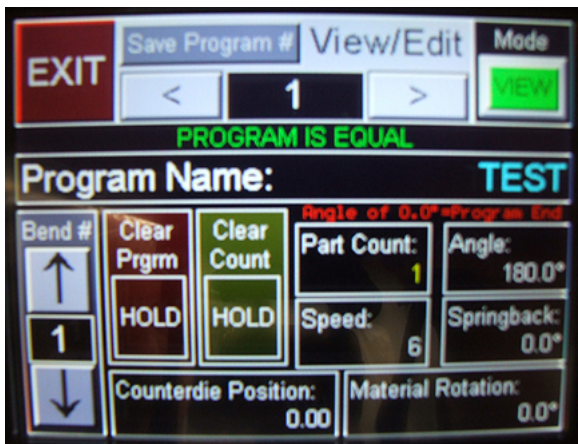 EXIT
Save Program #
View/Edit
Mode
<
1
>
VIEW
PROGRAM IS EQUAL
Program Name:
TEST
Angle of 0.0°=Program End
Bend #
Clear
Prgrm
Clear
Count
Part Count:
1
Angle:
180.0°
HOLD
HOLD
1
Speed:
6
Springback:
0.0°
Counterdie Position:
0.00
Material Rotation:
0.0°